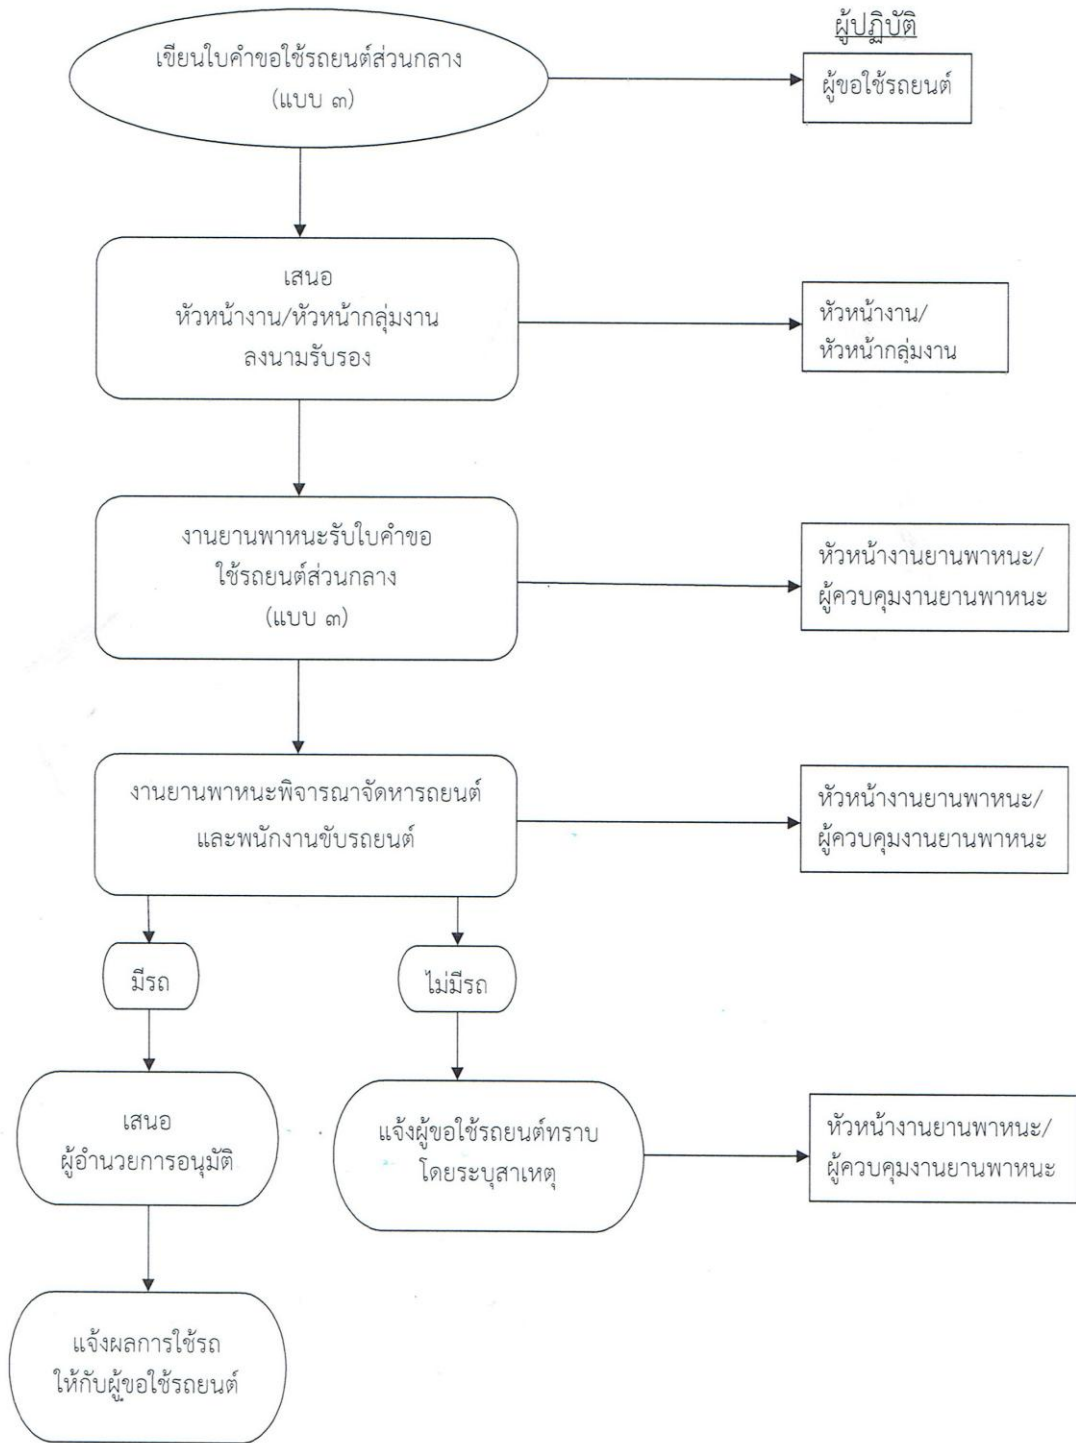 ผู้ปฏิบัติ
เขียนใบคำขอใช้รถยนต์ส่วนกลาง
(แบบ ๓)
ผู้ขอใช้รถยนต์
เสนอ
หัวหน้างาน/หัวหน้ากลุ่มงาน
ลงนามรับรอง
หัวหน้างาน/
หัวหน้ากลุ่มงาน
งานยานพาหนะรับใบคำขอ
ใช้รถยนต์ส่วนกลาง
(แบบ ๓)
หัวหน้างานยานพาหนะ/
ผู้ควบคุมงานยานพาหนะ
งานยานพาหนะพิจารณาจัดหารถยนต์
และพนักงานขับรถยนต์
หัวหน้างานยานพาหนะ/
ผู้ควบคุมงานยานพาหนะ
มีรถ
ไม่มีรถ
เสนอ
ผู้อำนวยการอนุมัติ
แจ้งผู้ขอใช้รถยนต์ทราบ
โดยระบุสาเหตุ
หัวหน้างานยานพาหนะ/
ผู้ควบคุมงานยานพาหนะ
แจ้งผลการใช้รถ
ให้กับผู้ขอใช้รถยนต์